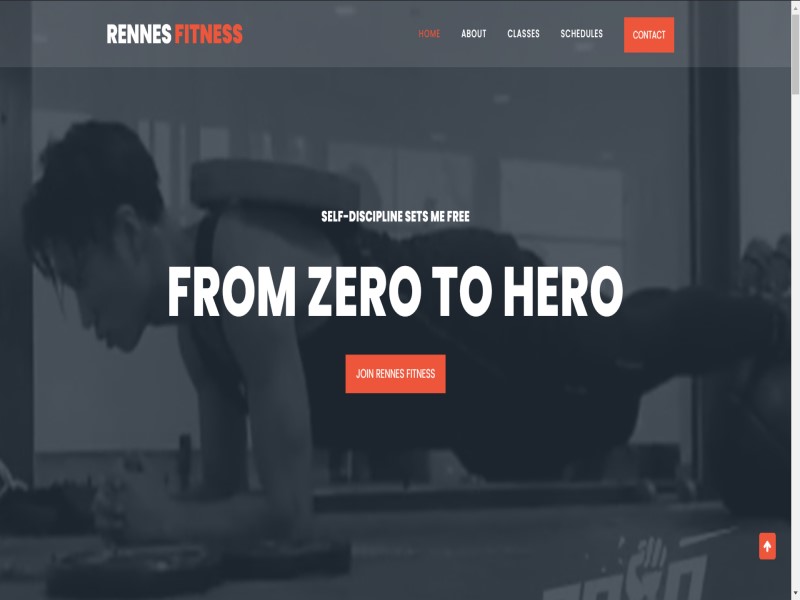 RENNES FITNESS
HOME ABOUT CLASSES SCHEDULES CONTACT
SELF-DISCIPLINE SETS ME FREE
FROM ZERO TO HERO
JOIN RENNES FITNESS